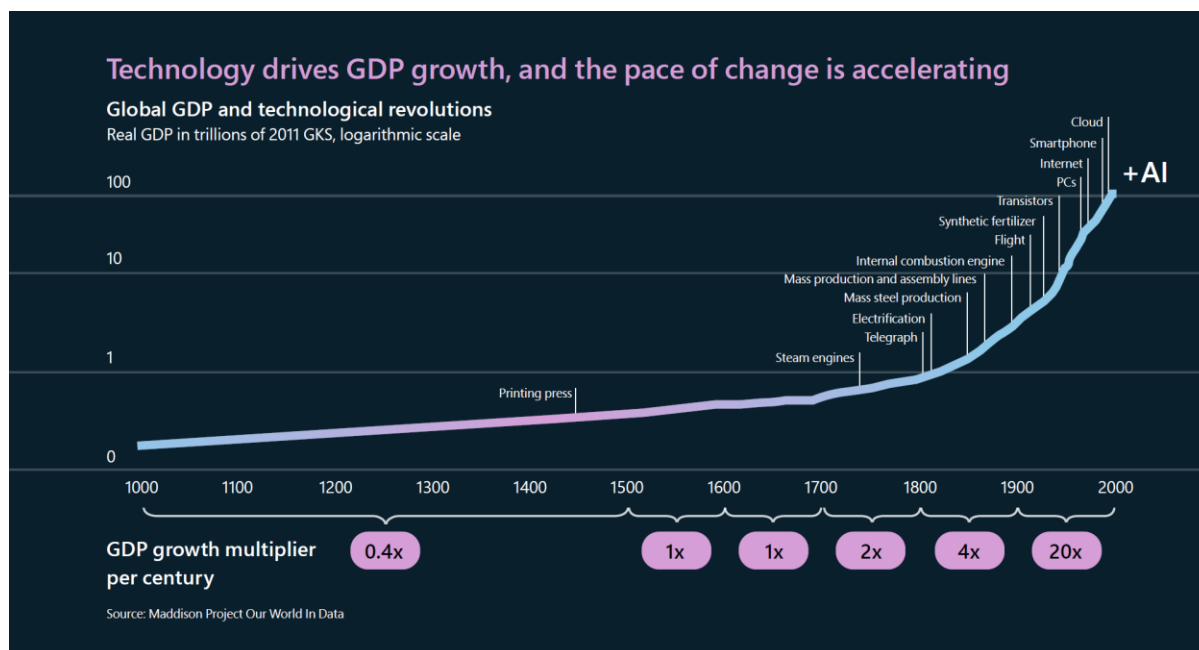 Technology drives GDP growth, and the pace of change is accelerating
Global GDP and technological revolutions
Real GDP in trillions of 2011 GKS, logarithmic scale
Cloud
Smartphone
Internet
+AI
PCs
100
Transistors
Synthetic fertilizer
Flight
Internal combustion engine
10
Mass production and assembly lines
Mass steel production
Electrification
Telegraph
1
Steam engines
Printing press
0
1000 1100 1200 1300 1400 1500 1600 1700 1800 1900 2000
GDP growth multiplier
per century
0.4x 1x 1x 2x 4x 20x
Source: Maddison Project Our World In Data